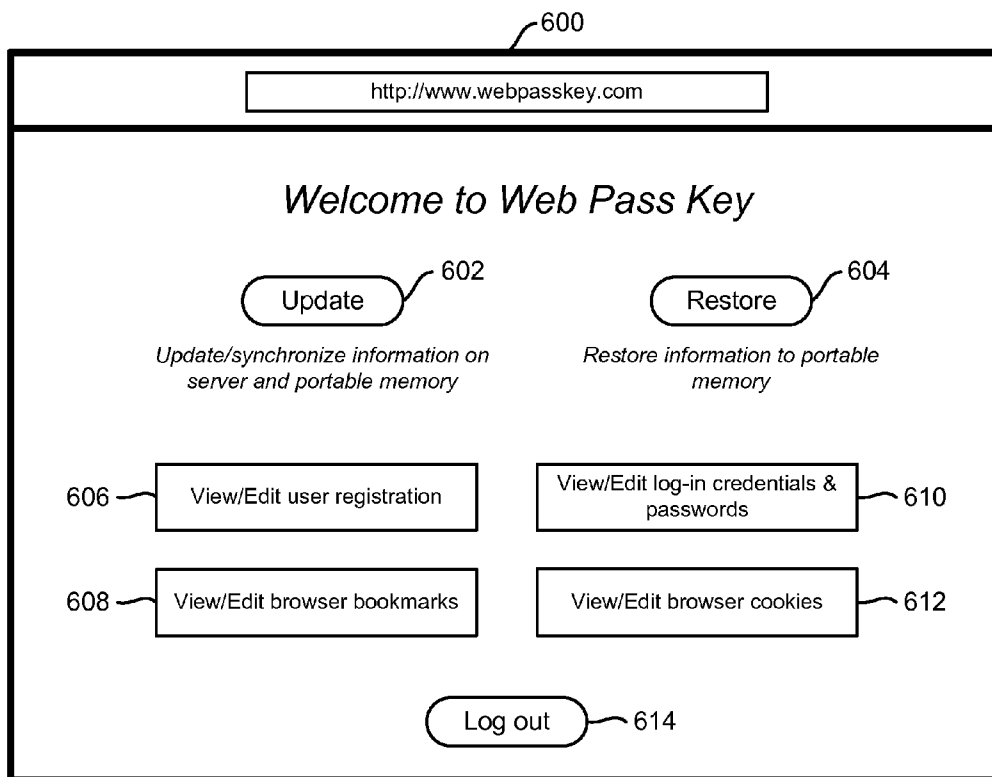 600
http://www.webpasskey.com
Welcome to Web Pass Key
Update
602
Restore
604
Update/synchronize information on
server and portable memory
Restore information to portable
memory
606
View/Edit user registration
View/Edit log-in credentials &
passwords
610
608
View/Edit browser bookmarks
View/Edit browser cookies
612
Log out
614